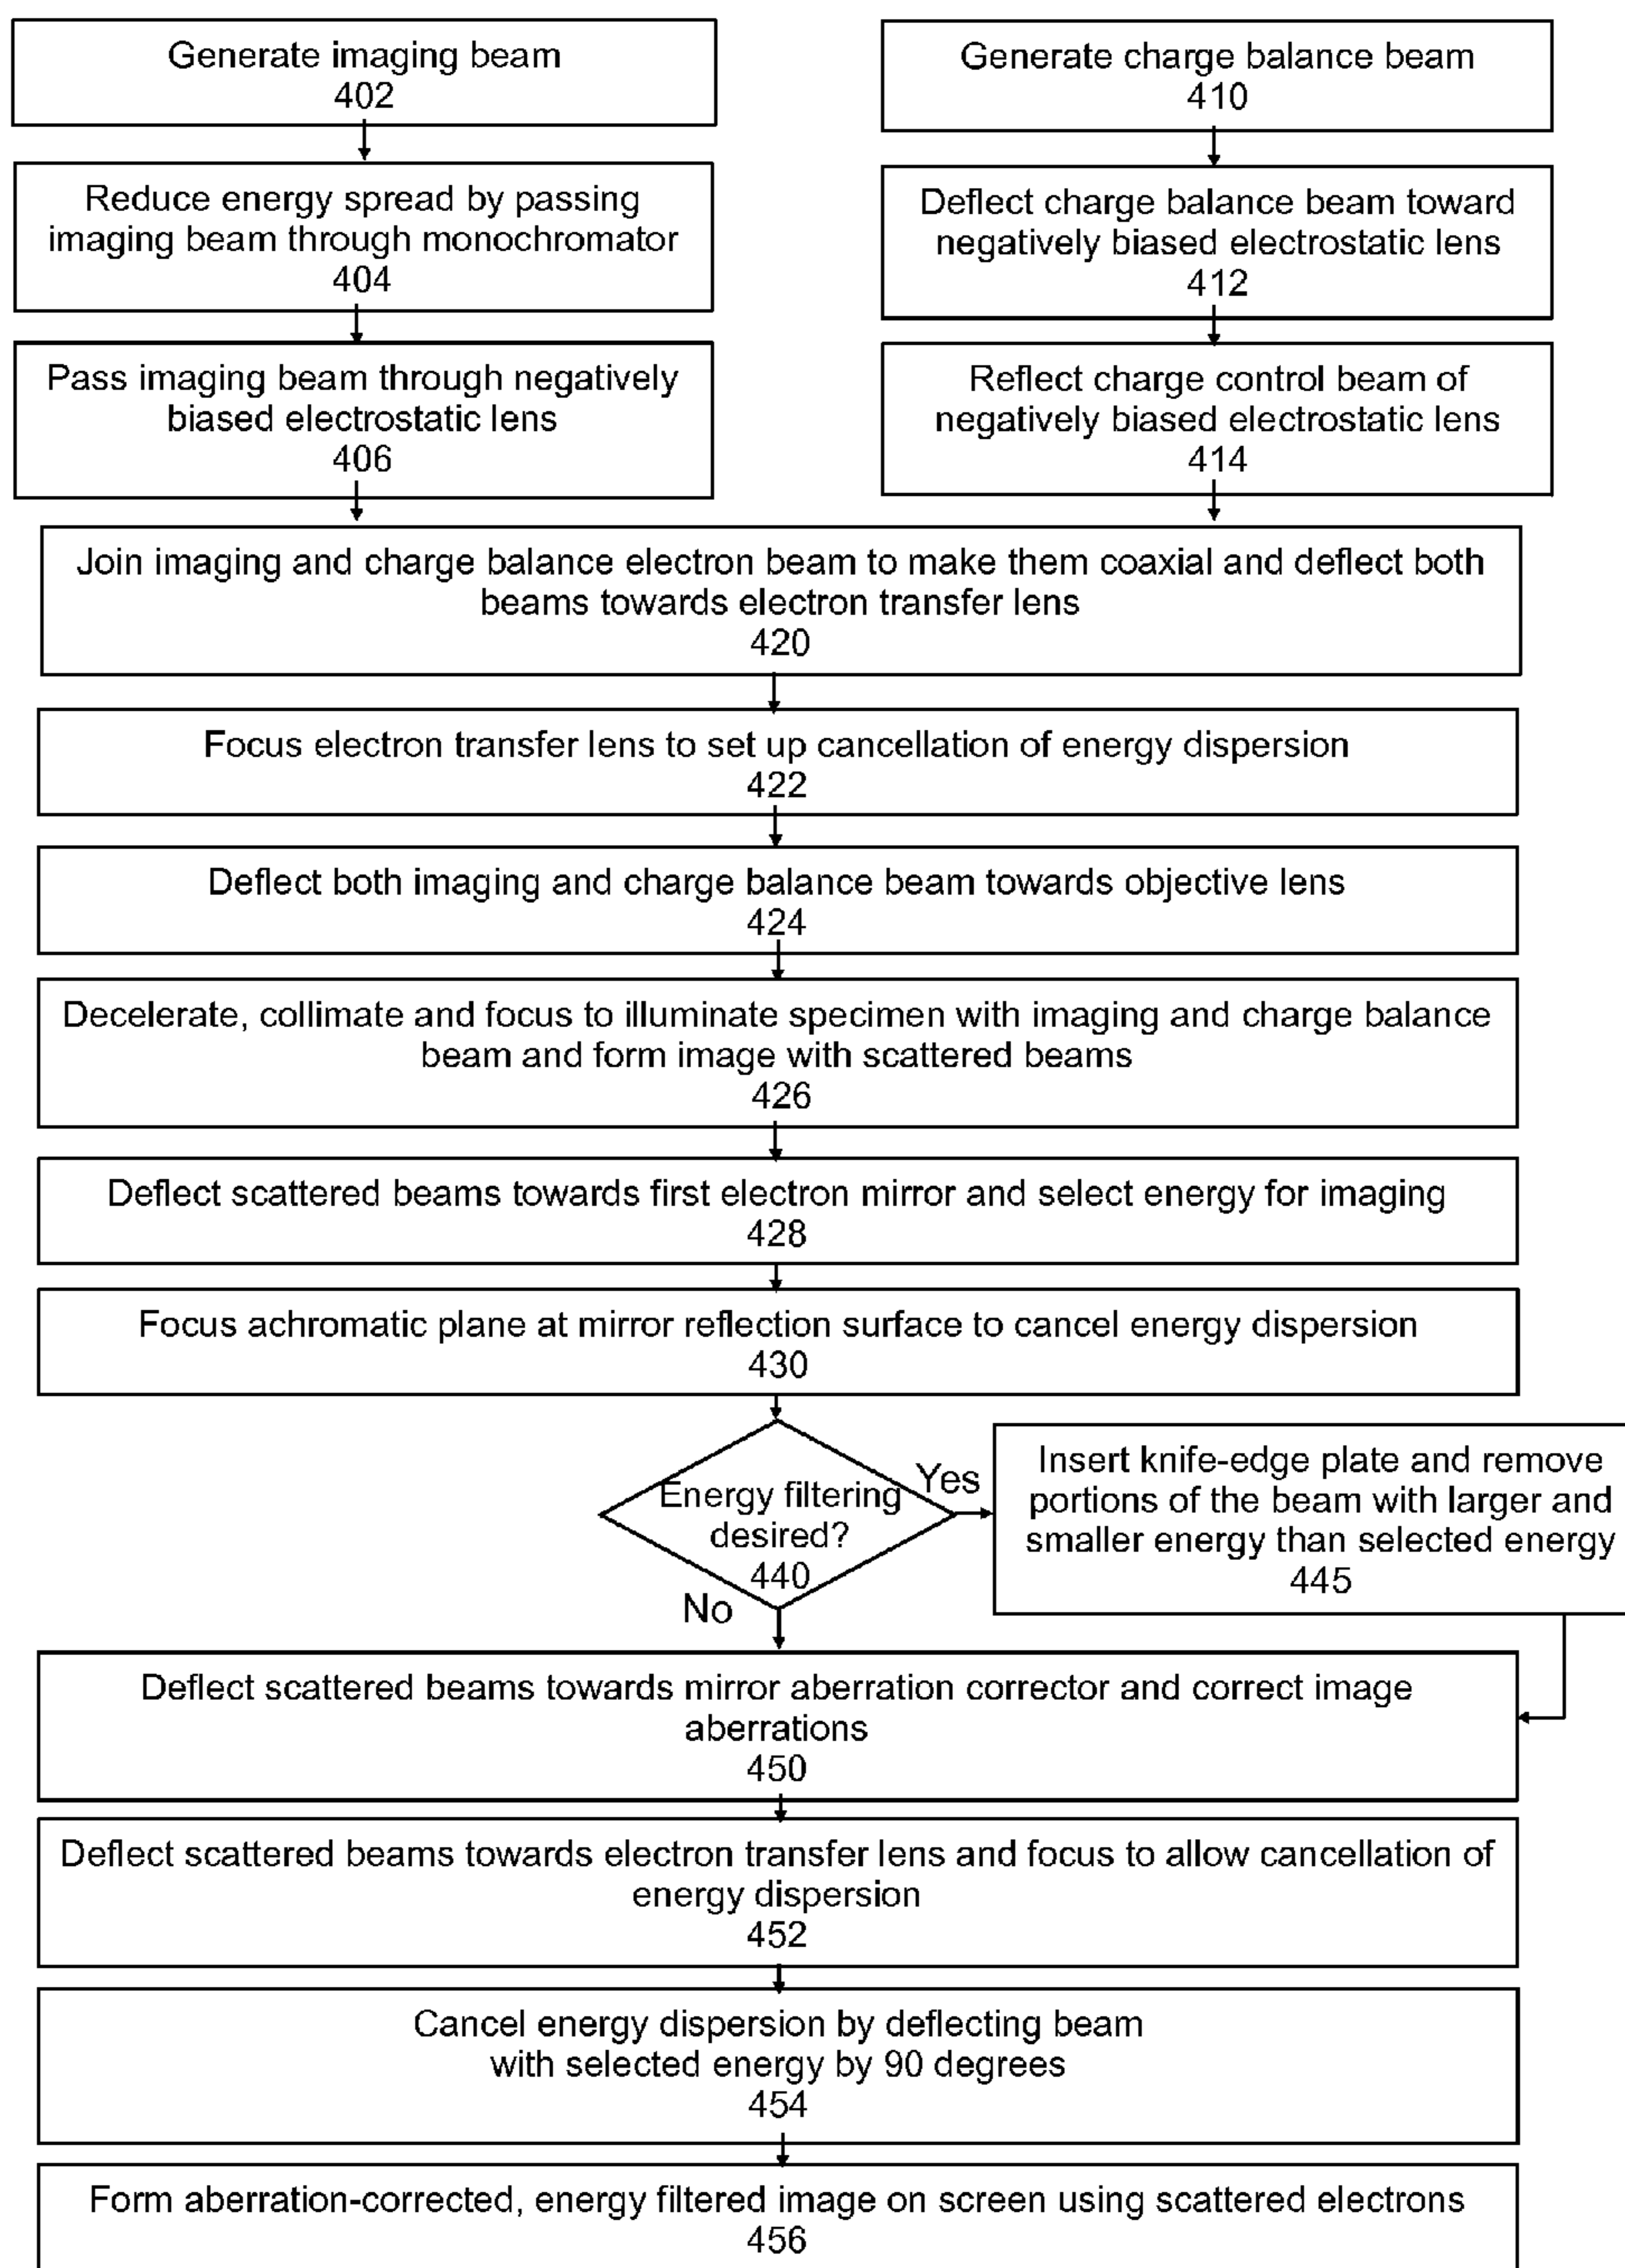 Generate imaging beam
402
Generate charge balance beam
410
Reduce energy spread by passing
imaging beam through monochromator
404
Deflect charge balance beam toward
negatively biased electrostatic lens
412
Pass imaging beam through negatively
biased electrostatic lens
406
Reflect charge control beam of
negatively biased electrostatic lens
414
Join imaging and charge balance electron beam to make them coaxial and deflect both
beams towards electron transfer lens
420
Focus electron transfer lens to set up cancellation of energy dispersion
422
Deflect both imaging and charge balance beam towards objective lens
424
Decelerate, collimate and focus to illuminate specimen with imaging and charge balance
beam and form image with scattered beams
426
Deflect scattered beams towards first electron mirror and select energy for imaging
428
Focus achromatic plane at mirror reflection surface to cancel energy dispersion
430
Energy filtering
desired?
440
Yes
No
Insert knife-edge plate and remove
portions of the beam with larger and
smaller energy than selected energy
445
Deflect scattered beams towards mirror aberration corrector and correct image
aberrations
450
Deflect scattered beams towards electron transfer lens and focus to allow cancellation of
energy dispersion
452
Cancel energy dispersion by deflecting beam
with selected energy by 90 degrees
454
Form aberration-corrected, energy filtered image on screen using scattered electrons
456